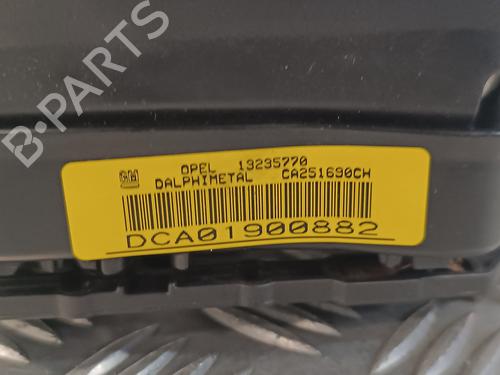 B-PARTS
GM OPEL 13235770
DALPHIMETAL CA251690CH
DCA01900882